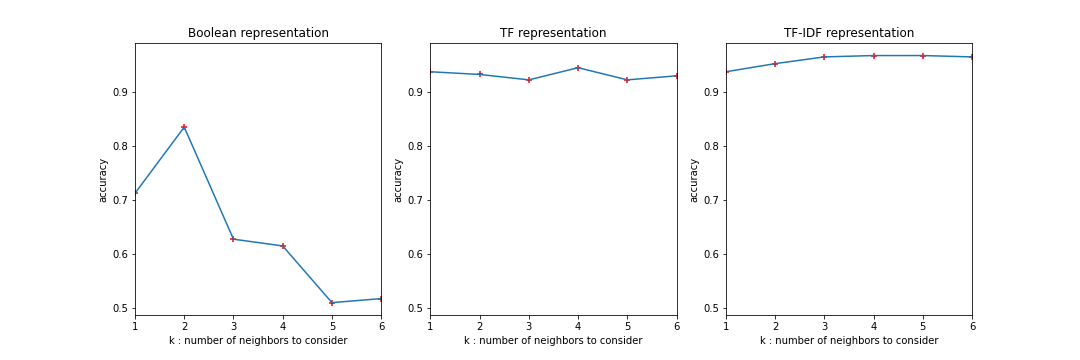 Boolean representation
accuracy
0.9
0.8
0.7
0.6
0.5
1 2 3 4 5 6
k : number of neighbors to consider
TF representation
accuracy
0.9
0.8
0.7
0.6
0.5
1 2 3 4 5 6
k : number of neighbors to consider
TF-IDF representation
accuracy
0.9
0.8
0.7
0.6
0.5
1 2 3 4 5 6
k : number of neighbors to consider